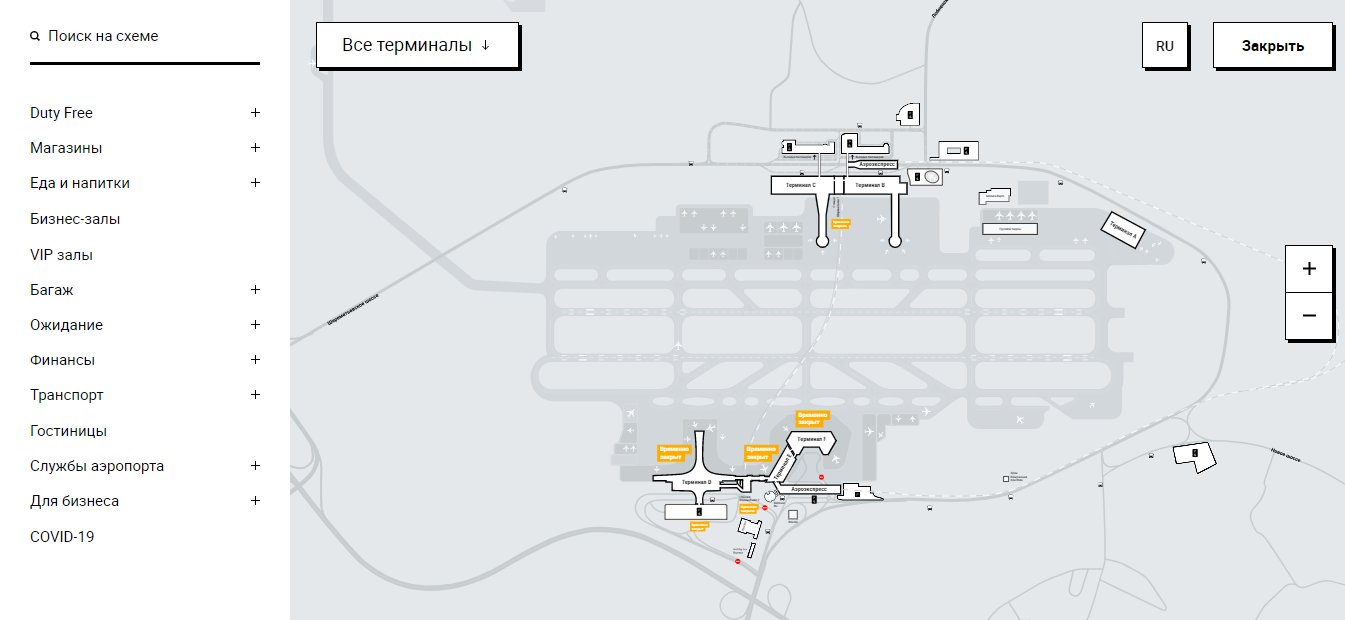 Поиск на схеме
Все терминалы ↓
RU
Закрыть
Duty Free +
Магазины +
Еда и напитки +
Бизнес-залы
VIP залы
Багаж +
Ожидание +
Финансы +
Транспорт +
Гостиницы
Службы аэропорта +
Для бизнеса +
COVID-19
Аэроэкспресс
Терминал C
Терминал B
Терминал A
Шереметьевское шоссе
+
−
Временно
закрыт
Временно
закрыт
Временно
закрыт
Терминал F
Терминал E
Терминал D
Аэроэкспресс
Новое шоссе